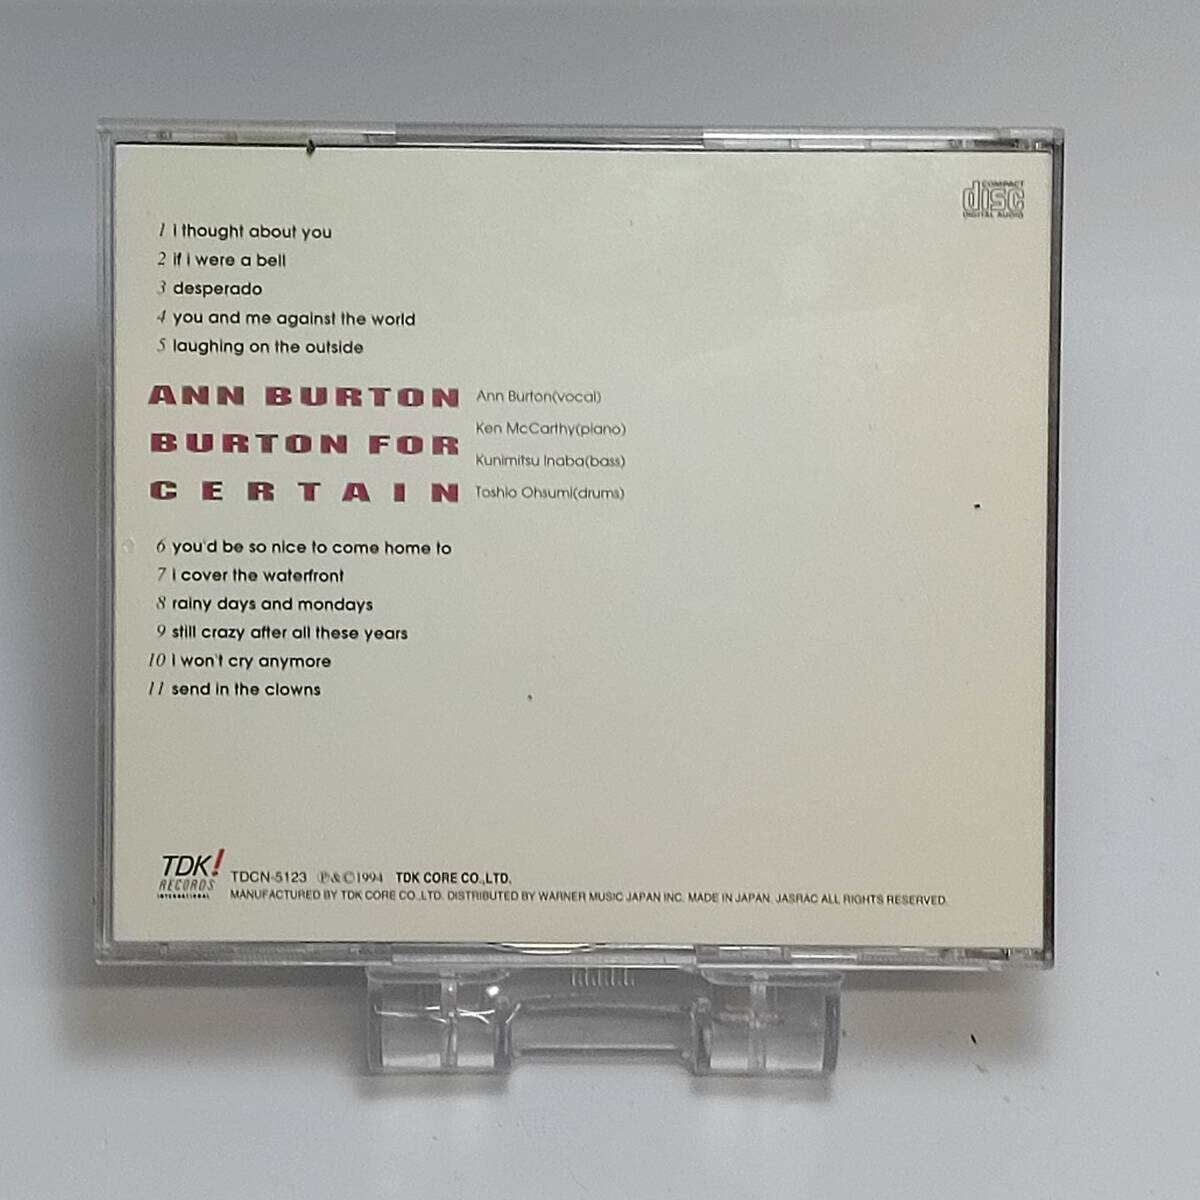 COMPACT
disc
DIGITAL AUDIO
1 i thought about you
2 if i were a bell
3 desperado
4 you and me against the world
5 laughing on the outside
ANN BURTON
BURTON FOR
CERTAIN
Ann Burton(vocal)
Ken McCarthy(piano)
Kunimitsu Inaba(bass)
Toshio Ohsumi(drums)
6 you'd be so nice to come home to
7 i cover the waterfront
8 rainy days and mondays
9 still crazy after all these years
10 i won't cry anymore
11 send in the clowns
TDK!
RECORDS
INTERNATIONAL
TDCN-5123 ℗&©1994 TDK CORE CO.,LTD.
MANUFACTURED BY TDK CORE CO.,LTD. DISTRIBUTED BY WARNER MUSIC JAPAN INC. MADE IN JAPAN. JASRAC ALL RIGHTS RESERVED.